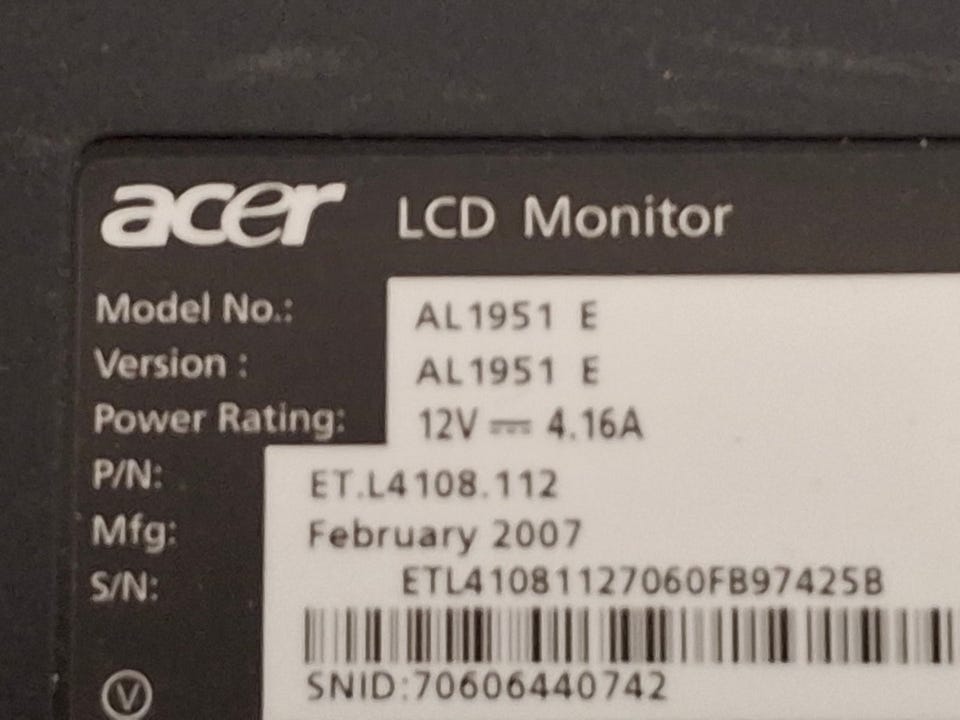 acer LCD Monitor
Model No.: AL1951 E
Version : AL1951 E
Power Rating: 12V ⎓ 4.16A
P/N: ET.L4108.112
Mfg: February 2007
S/N: ETL41081127060FB97425B
SNID:70606440742
V